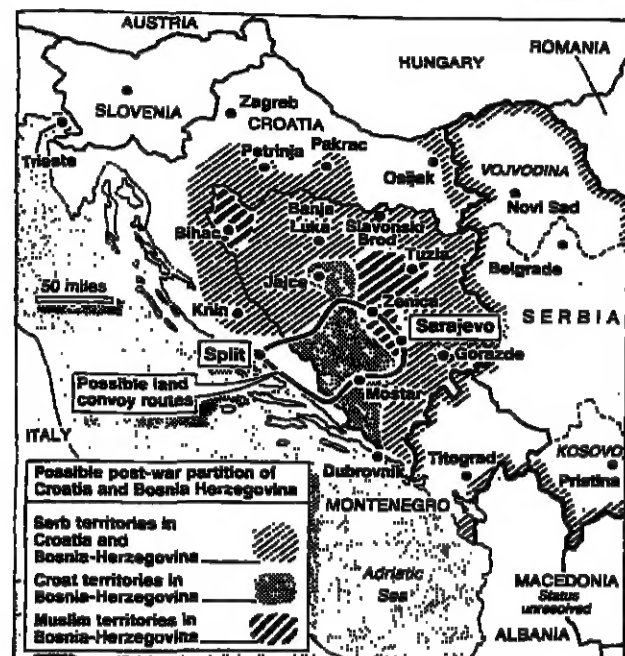 AUSTRIA
HUNGARY
ROMANIA
SLOVENIA
Zagreb
CROATIA
Trieste
Petrinja
Pakrac
Osijek
VOJVODINA
Novi Sad
Bihac
Banja
Luka
Slavonski
Brod
Tuzla
Belgrade
50 miles
Jajce
Zenica
SERBIA
Knin
Sarajevo
Split
Gorazde
Possible land
convoy routes
Mostar
ITALY
KOSOVO
Dubrovnik
Titograd
Pristina
MONTENEGRO
Possible post-war partition of
Croatia and Bosnia Herzegovina
Serb territories in
Croatia and
Bosnia-Herzegovina
Croat territories in
Bosnia-Herzegovina
Muslim territories in
Bosnia-Herzegovina
Adriatic
Sea
MACEDONIA
Status
unresolved
ALBANIA